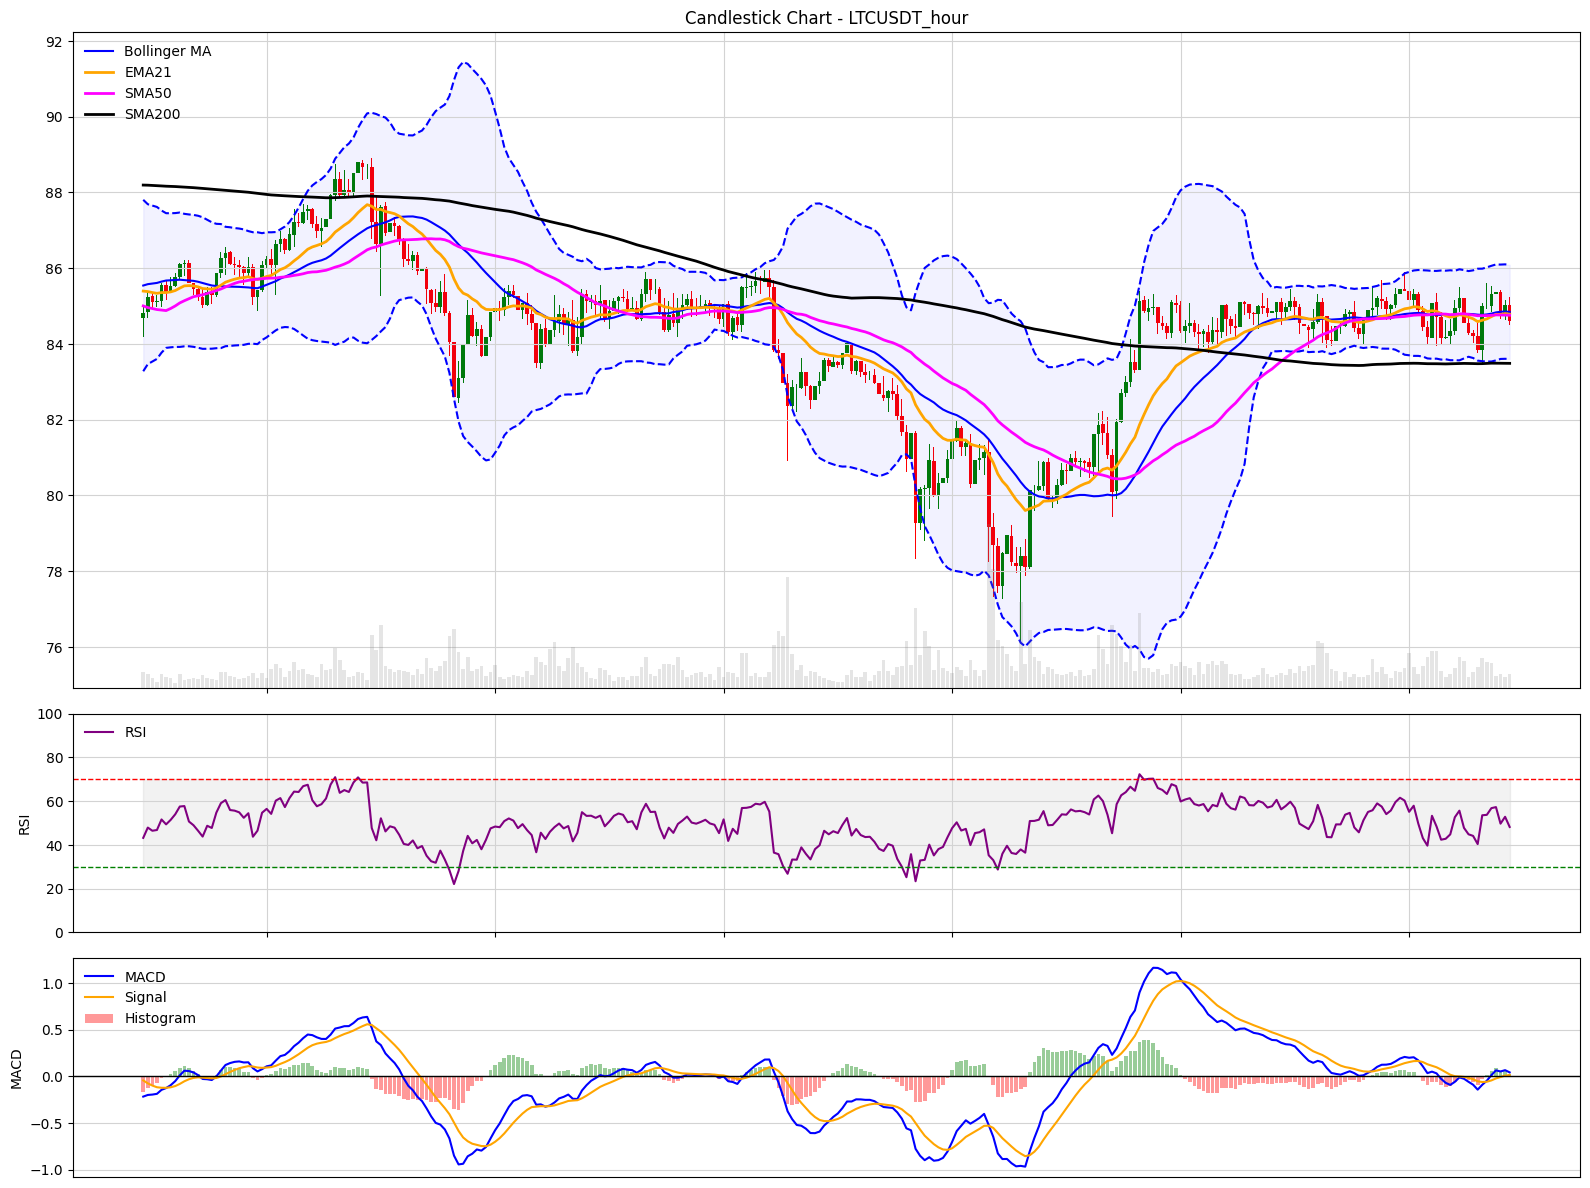 Candlestick Chart - LTCUSDT_hour
Bollinger MA
EMA21
SMA50
SMA200
92
90
88
86
84
82
80
78
76
RSI
100
80
60
40
20
0
RSI
MACD
Signal
Histogram
1.0
0.5
0.0
−0.5
−1.0
MACD